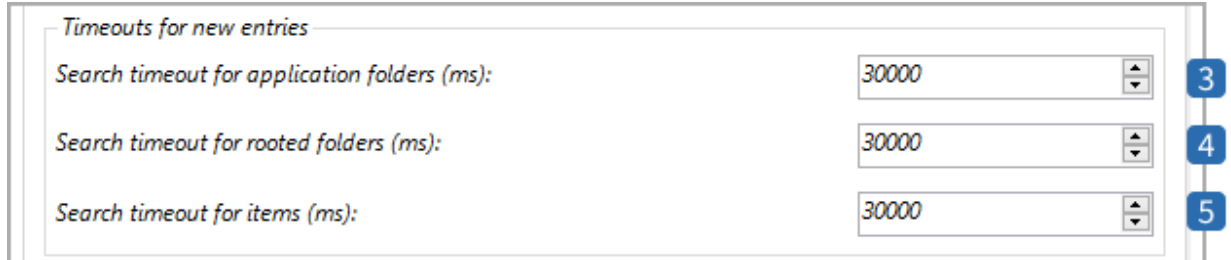 Timeouts for new entries
Search timeout for application folders (ms): 30000 3
Search timeout for rooted folders (ms): 30000 4
Search timeout for items (ms): 30000 5